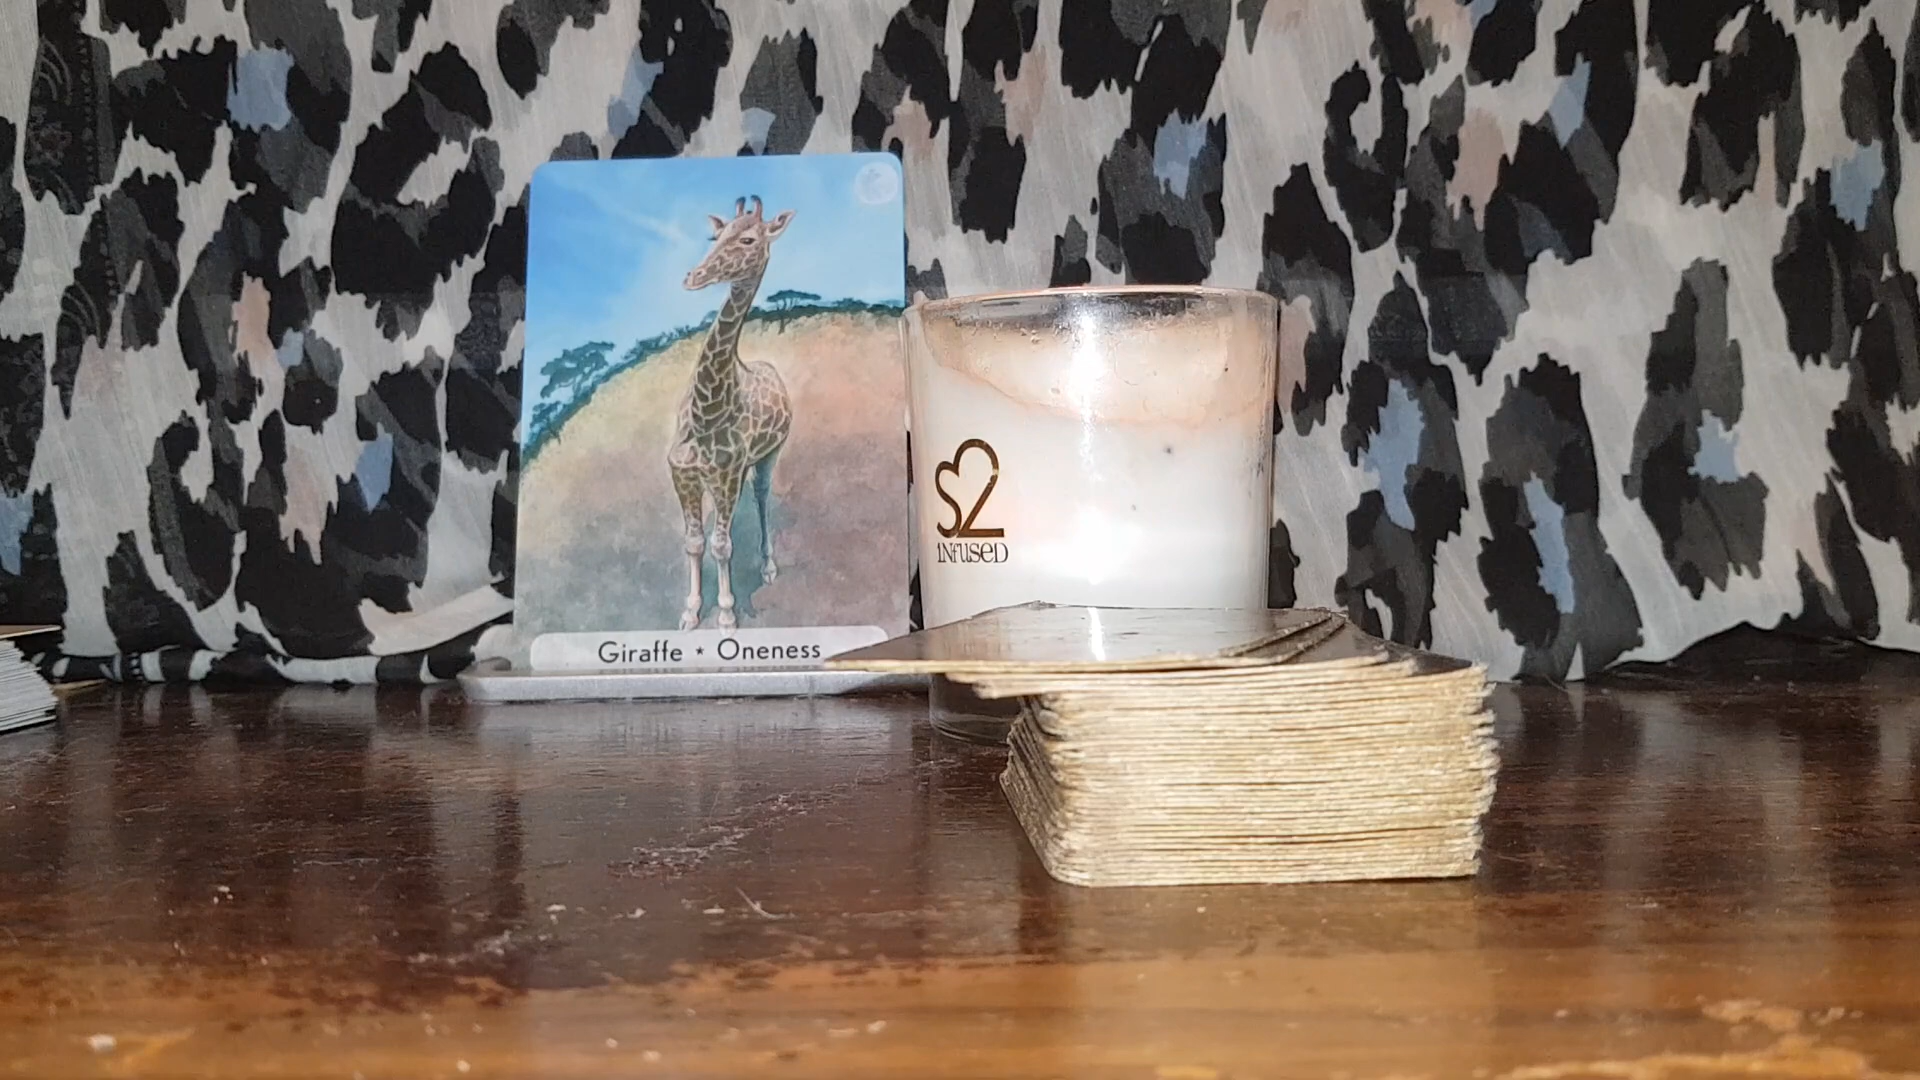 Giraffe ★ Oneness
S2
INfuseD